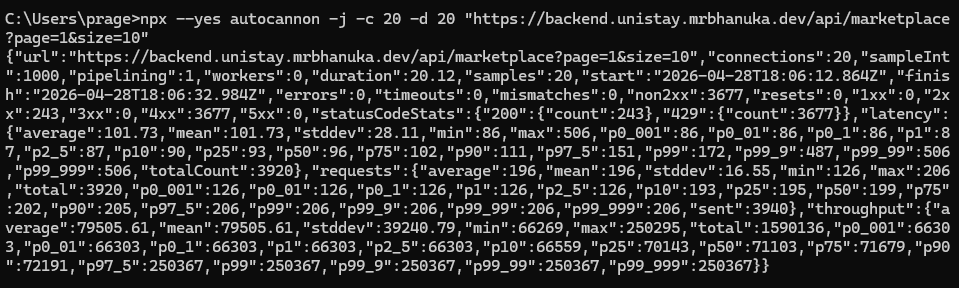 C:\Users\prage>npx --yes autocannon -j -c 20 -d 20 "https://backend.unistay.mrbhanuka.dev/api/marketplace
?page=1&size=10"
{"url":"https://backend.unistay.mrbhanuka.dev/api/marketplace?page=1&size=10","connections":20,"sampleInt
":1000,"pipelining":1,"workers":0,"duration":20.12,"samples":20,"start":"2026-04-28T18:06:12.864Z","finis
h":"2026-04-28T18:06:32.984Z","errors":0,"timeouts":0,"mismatches":0,"non2xx":3677,"resets":0,"1xx":0,"2x
x":243,"3xx":0,"4xx":3677,"5xx":0,"statusCodeStats":{"200":{"count":243},"429":{"count":3677}},"latency":
{"average":101.73,"mean":101.73,"stddev":28.11,"min":86,"max":506,"p0_001":86,"p0_01":86,"p0_1":86,"p1":8
7,"p2_5":87,"p10":90,"p25":93,"p50":96,"p75":102,"p90":111,"p97_5":151,"p99":172,"p99_9":487,"p99_99":506
,"p99_999":506,"totalCount":3920},"requests":{"average":196,"mean":196,"stddev":16.55,"min":126,"max":206
,"total":3920,"p0_001":126,"p0_01":126,"p0_1":126,"p1":126,"p2_5":126,"p10":193,"p25":195,"p50":199,"p75"
:202,"p90":205,"p97_5":206,"p99":206,"p99_9":206,"p99_99":206,"p99_999":206,"sent":3940},"throughput":{"a
verage":79505.61,"mean":79505.61,"stddev":39240.79,"min":66269,"max":250295,"total":1590136,"p0_001":6630
3,"p0_01":66303,"p0_1":66303,"p1":66303,"p2_5":66303,"p10":66559,"p25":70143,"p50":71103,"p75":71679,"p90
":72191,"p97_5":250367,"p99":250367,"p99_9":250367,"p99_99":250367,"p99_999":250367}}